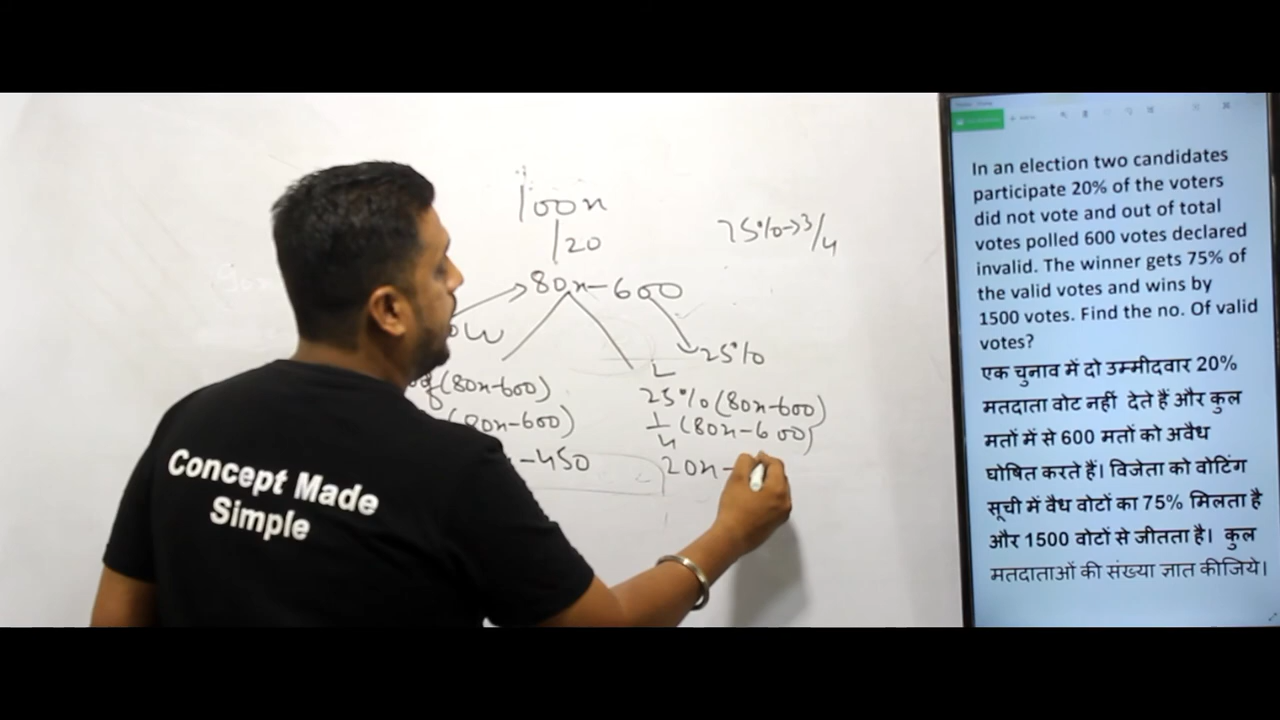 100x
20
75%→3/4
80x-600
W
25%
L
of(80x-600)
25%(80x-600)
(80x-600)
1/4(80x-600)
-450
20x-
Concept Made
Simple
In an election two candidates
participate 20% of the voters
did not vote and out of total
votes polled 600 votes declared
invalid. The winner gets 75% of
the valid votes and wins by
1500 votes. Find the no. Of valid
votes?
एक चुनाव में दो उम्मीदवार 20%
मतदाता वोट नहीं देते हैं और कुल
मतों में से 600 मतों को अवैध
घोषित करते हैं। विजेता को वोटिंग
सूची में वैध वोटों का 75% मिलता है
और 1500 वोटों से जीतता है। कुल
मतदाताओं की संख्या ज्ञात कीजिये।